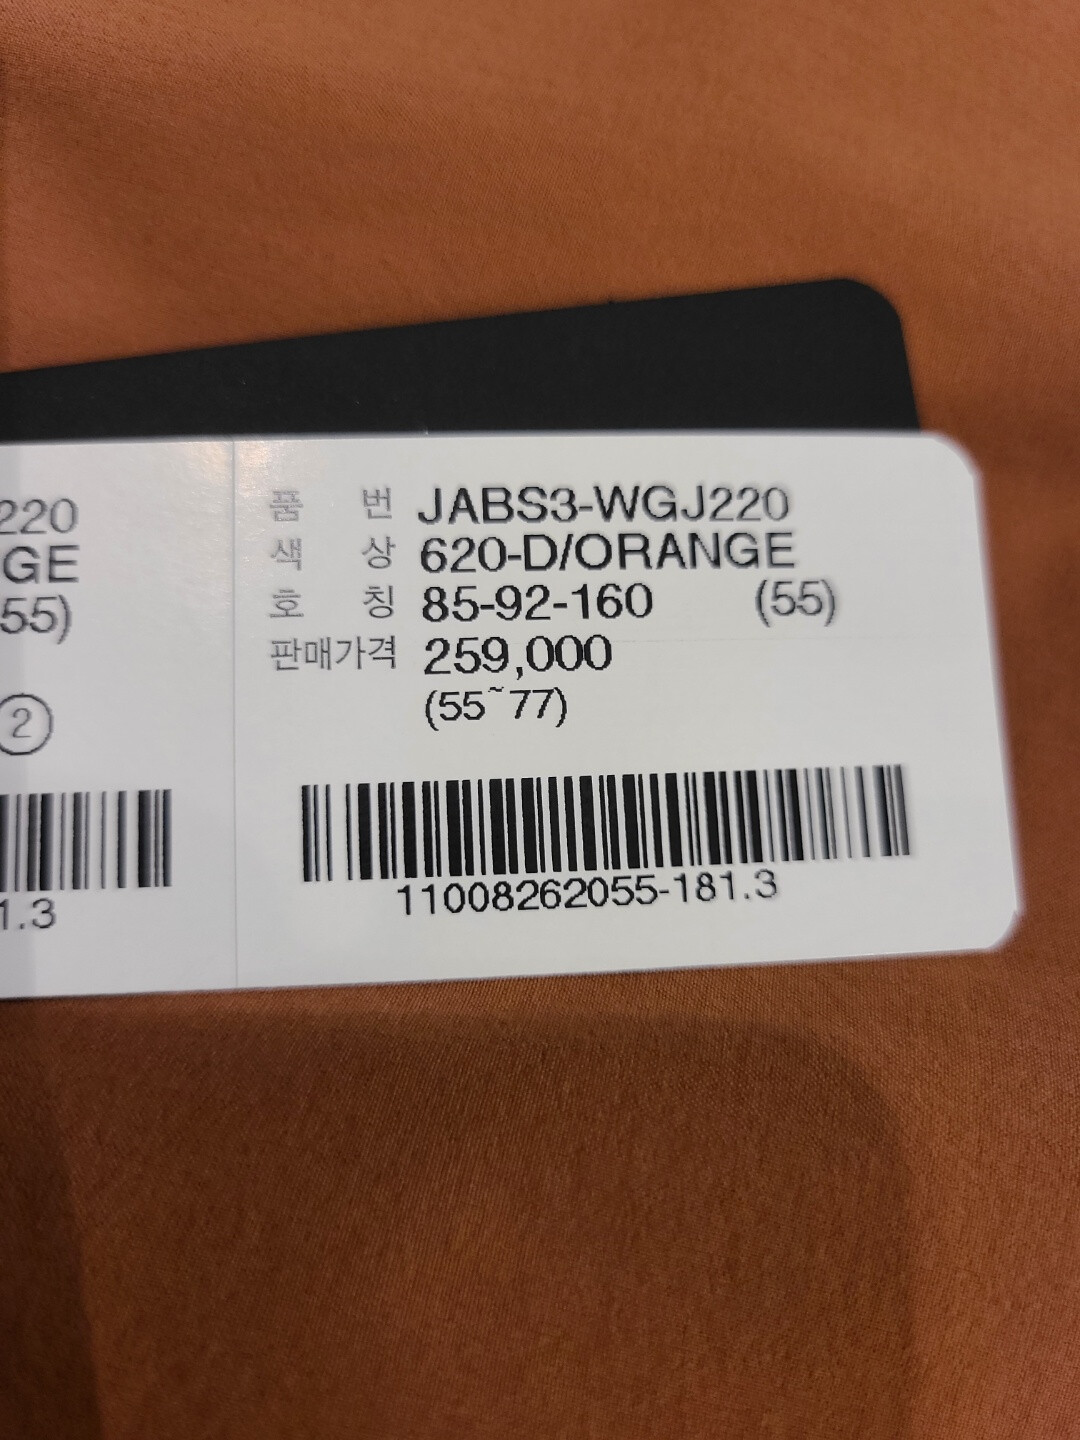 220
GE
55)
2
1.3
품 번 JABS3-WGJ220
색 상 620-D/ORANGE
호 칭 85-92-160 (55)
판매가격 259,000
(55~77)
11008262055-181.3